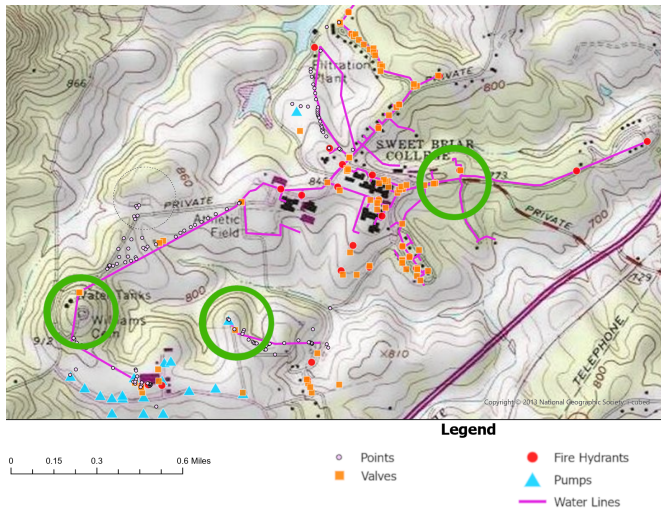 866
Filtration
Plant
PRIVATE
800
SWEET BRIAR
COLLEGE
860
PRIVATE
773
Athletic
Field
PRIVATE
700
800
729
Water Tanks
Williams
912
X810
TELEPHONE
800
Copyright © 2013 National Geographic Society, i-cubed
Legend
0 0.15 0.3 0.6 Miles
Points
Valves
Fire Hydrants
Pumps
Water Lines